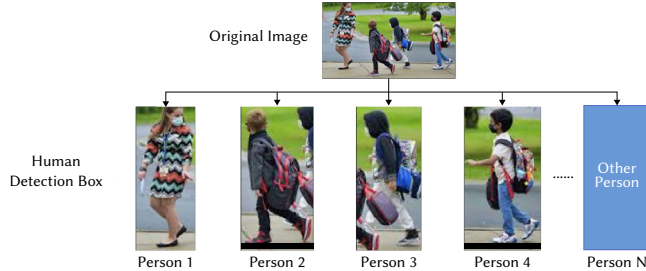 Original Image
Human
Detection Box
......
Other
Person
Person 1
Person 2
Person 3
Person 4
Person N